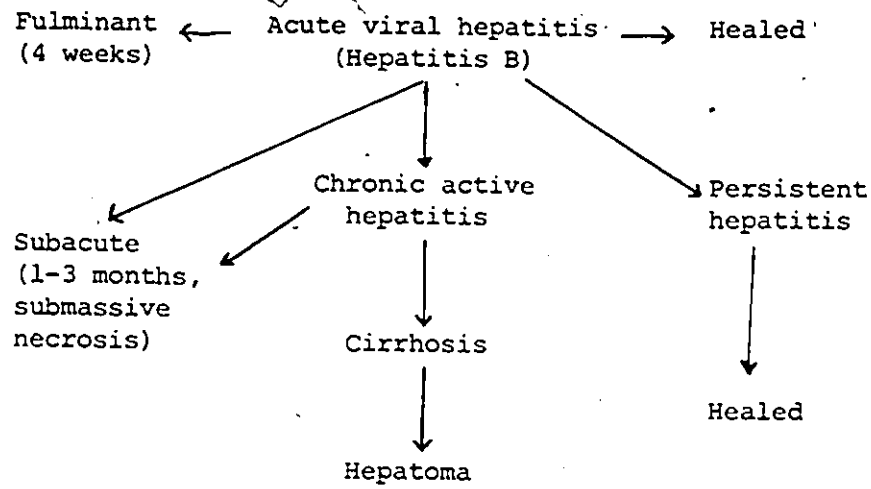 Fulminant
(4 weeks)
Acute viral hepatitis
(Hepatitis B)
Healed
Chronic active
hepatitis
Persistent
hepatitis
Subacute
(1-3 months,
submassive
necrosis)
Cirrhosis
Healed
Hepatoma